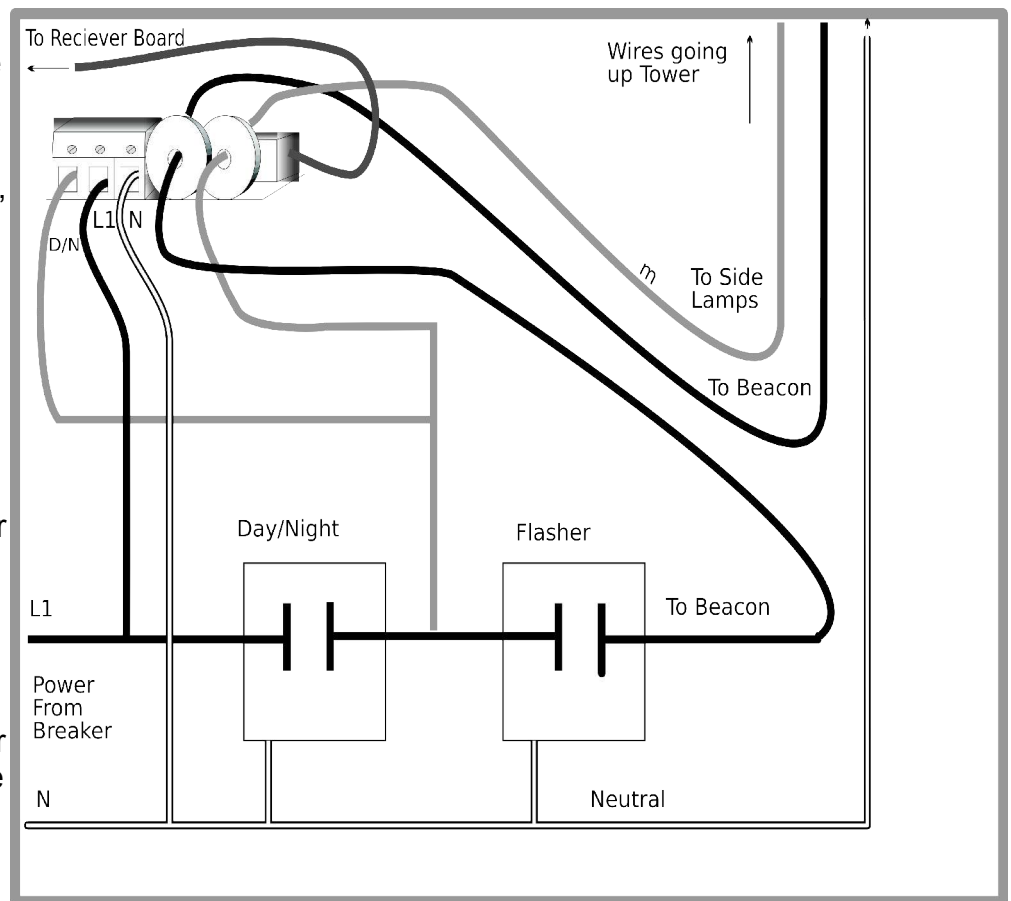 To Reciever Board
Wires going
up Tower
L1 N
D/N
m
To Side
Lamps
To Beacon
Day/Night
Flasher
L1
To Beacon
Power
From
Breaker
N
Neutral